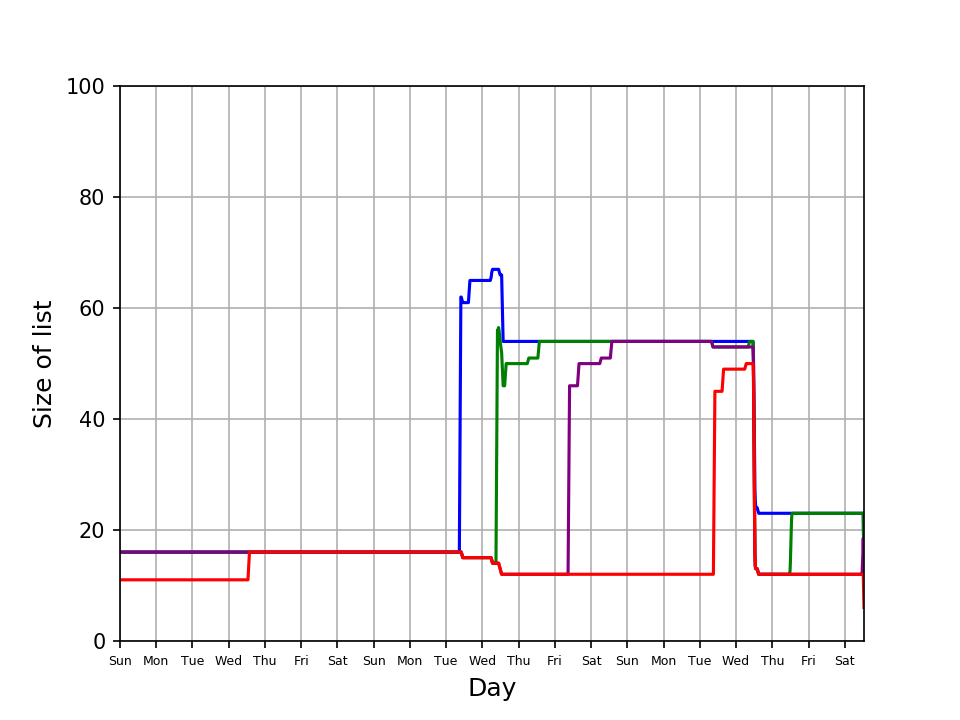 100
80
60
40
20
0
Size of list
Sun Mon Tue Wed Thu Fri Sat Sun Mon Tue Wed Thu Fri Sat Sun Mon Tue Wed Thu Fri Sat
Day